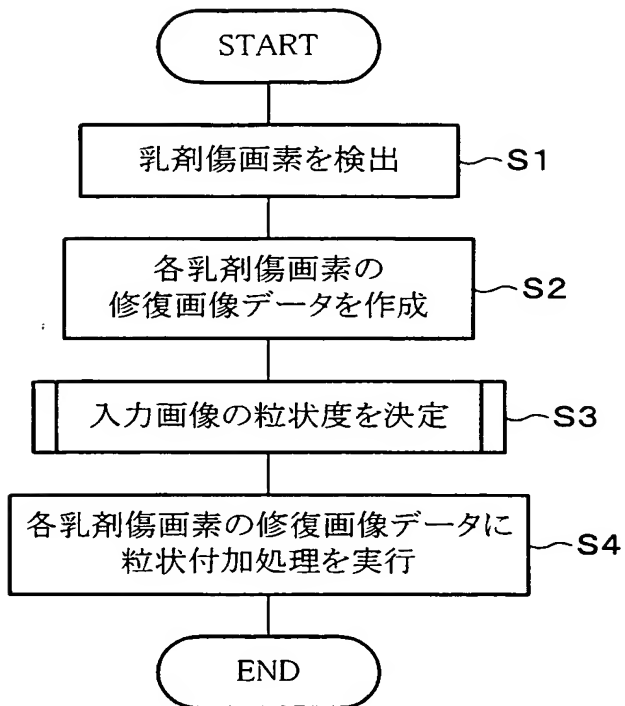 START
乳剤傷画素を検出
S1
各乳剤傷画素の
修復画像データを作成
S2
入力画像の粒状度を決定
S3
各乳剤傷画素の修復画像データに
粒状付加処理を実行
S4
END